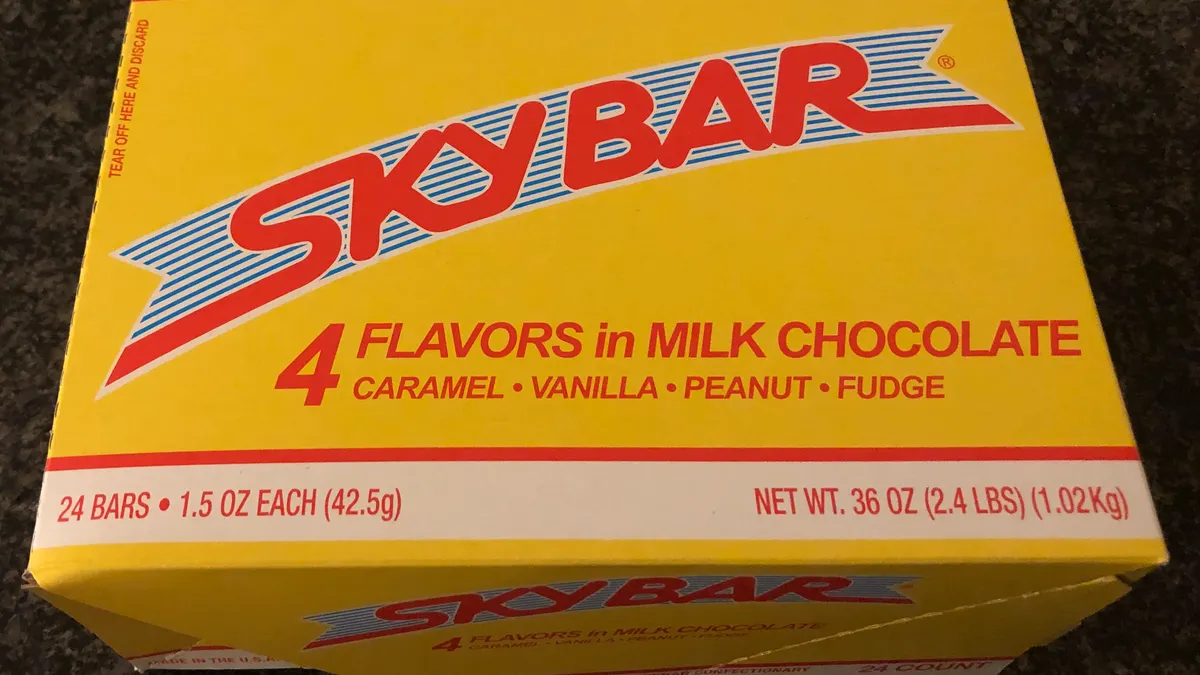 TEAR OFF HERE AND DISCARD
SKYBAR®
4 FLAVORS in MILK CHOCOLATE
CARAMEL • VANILLA • PEANUT • FUDGE
24 BARS • 1.5 OZ EACH (42.5g)
NET WT. 36 OZ (2.4 LBS) (1.02Kg)
SKYBAR
4 FLAVORS in MILK CHOCOLATE
CARAMEL • VANILLA • PEANUT • FUDGE
MADE IN THE U.S.A
BAR CONFECTIONARY
24 COUNT